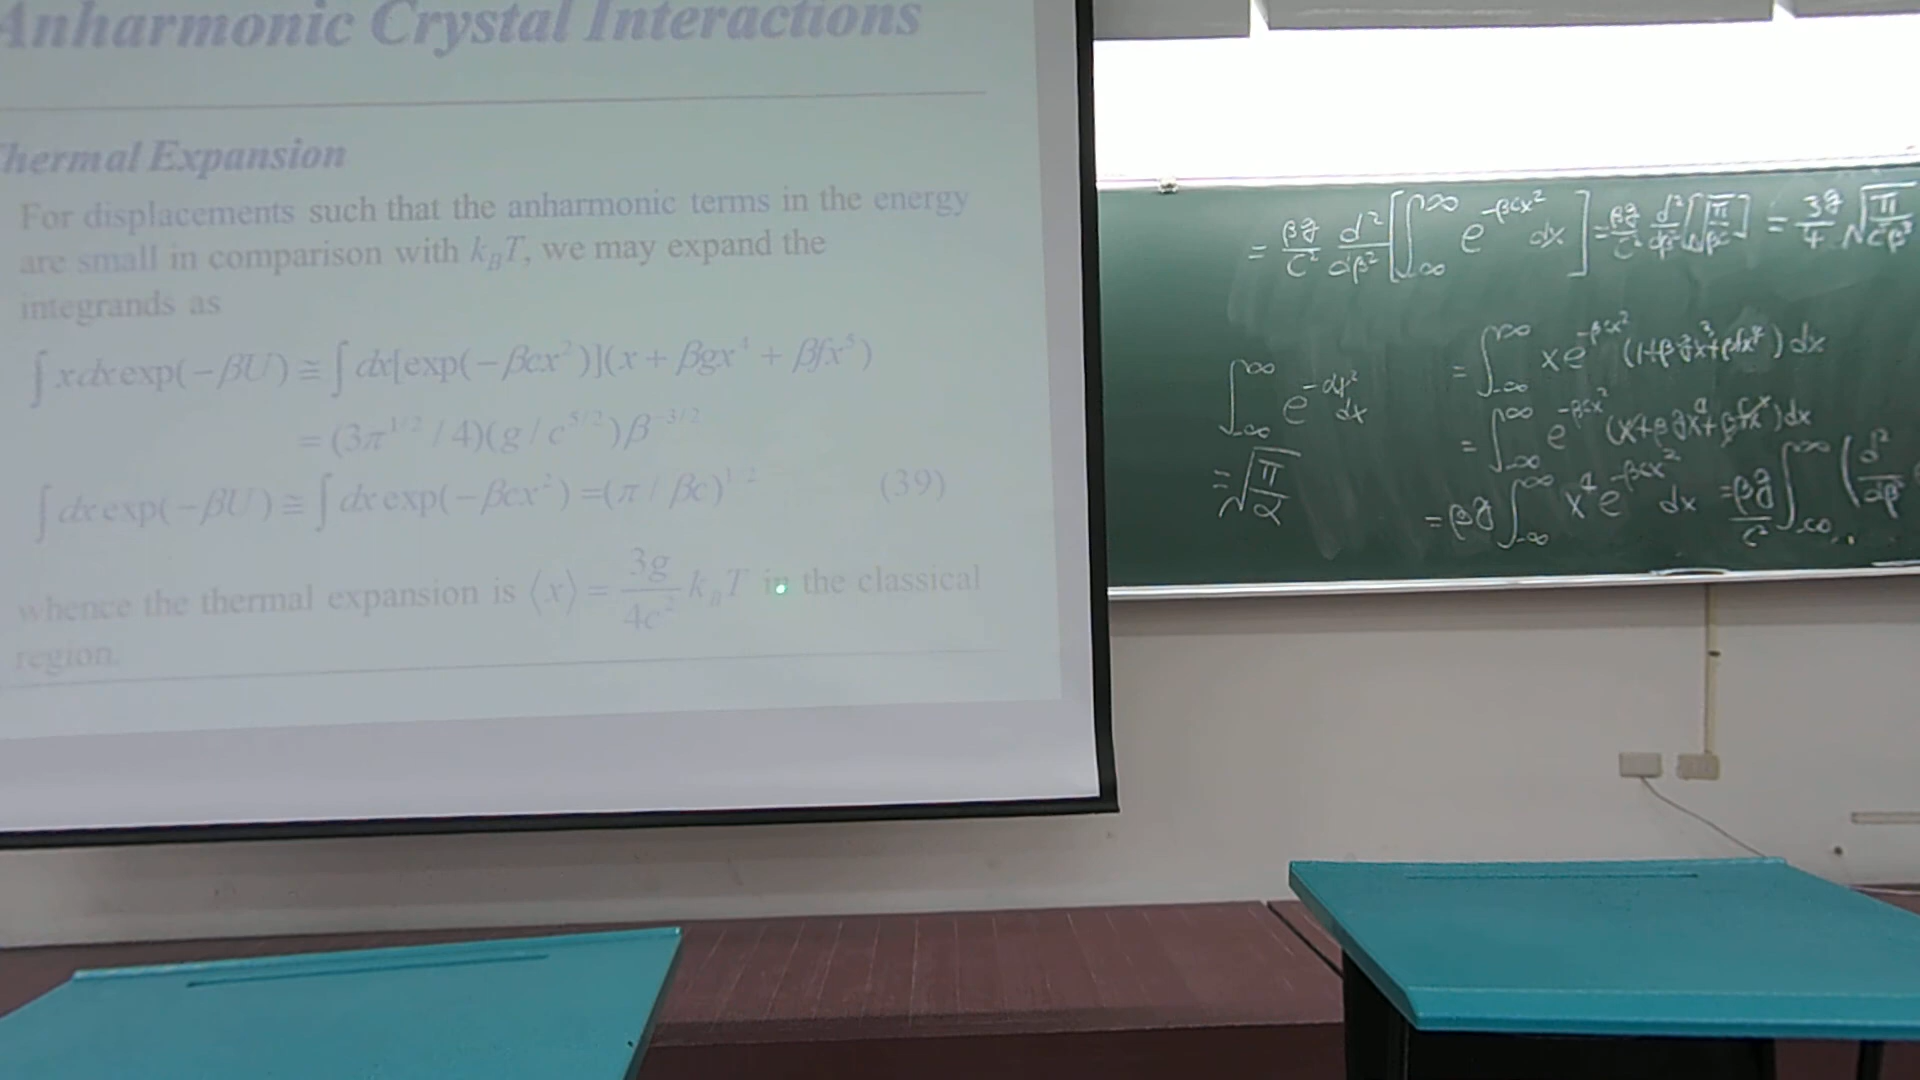 Anharmonic Crystal Interactions
Thermal Expansion
For displacements such that the anharmonic terms in the energy
are small in comparison with k_BT, we may expand the
integrands as
∫ xdx exp(−βU) ≅ ∫ dx[exp(−βcx²)](x + βgx⁴ + βfx⁵)
= (3π^{1/2} / 4)(g / c^{5/2})β^{−3/2}
∫ dx exp(−βU) ≅ ∫ dx exp(−βcx²) =(π / βc)^{1/2} (39)
whence the thermal expansion is ⟨x⟩ = 3g/4c² k_BT in the classical
region.
= βg/c² d²/dβ² [∫_{-∞}^{∞} e^{-βcx²} dx] = βg/c² d²/dβ² [√π/βc] = 3g/4 √π/
∫_{-∞}^{∞} e^{-αx²} dx
= √π/α
= ∫_{-∞}^{∞} x e^{-βcx²} (1+βgx³+βfx⁴) dx
= ∫_{-∞}^{∞} e^{-βcx²} (x+βgx⁴+βfx⁵) dx
= βg ∫_{-∞}^{∞} x⁴ e^{-βcx²} dx = βg/c² ∫_{-∞}^{∞} (d²/dβ²